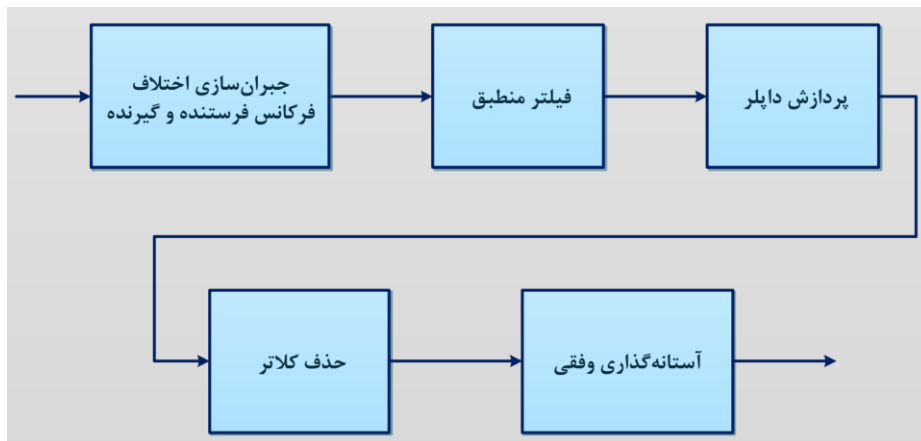 جبران‌سازی اختلاف
فرکانس فرستنده و گیرنده
فیلتر منطبق
پردازش داپلر
حذف کلاتر
آستانه‌گذاری وفقی